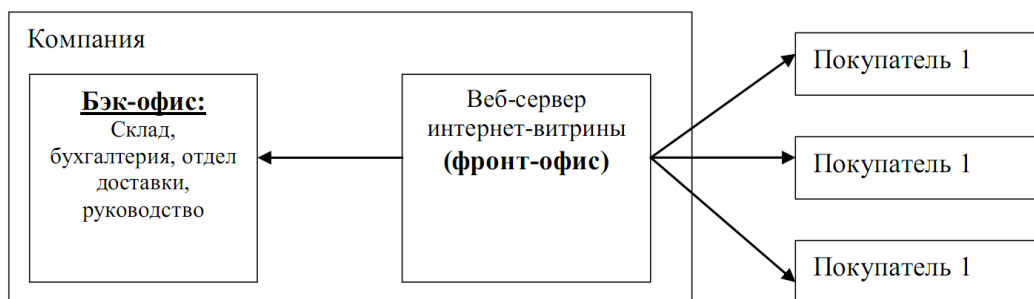 Компания
Бэк-офис:
Склад,
бухгалтерия, отдел
доставки,
руководство
Веб-сервер
интернет-витрины
(фронт-офис)
Покупатель 1
Покупатель 1
Покупатель 1